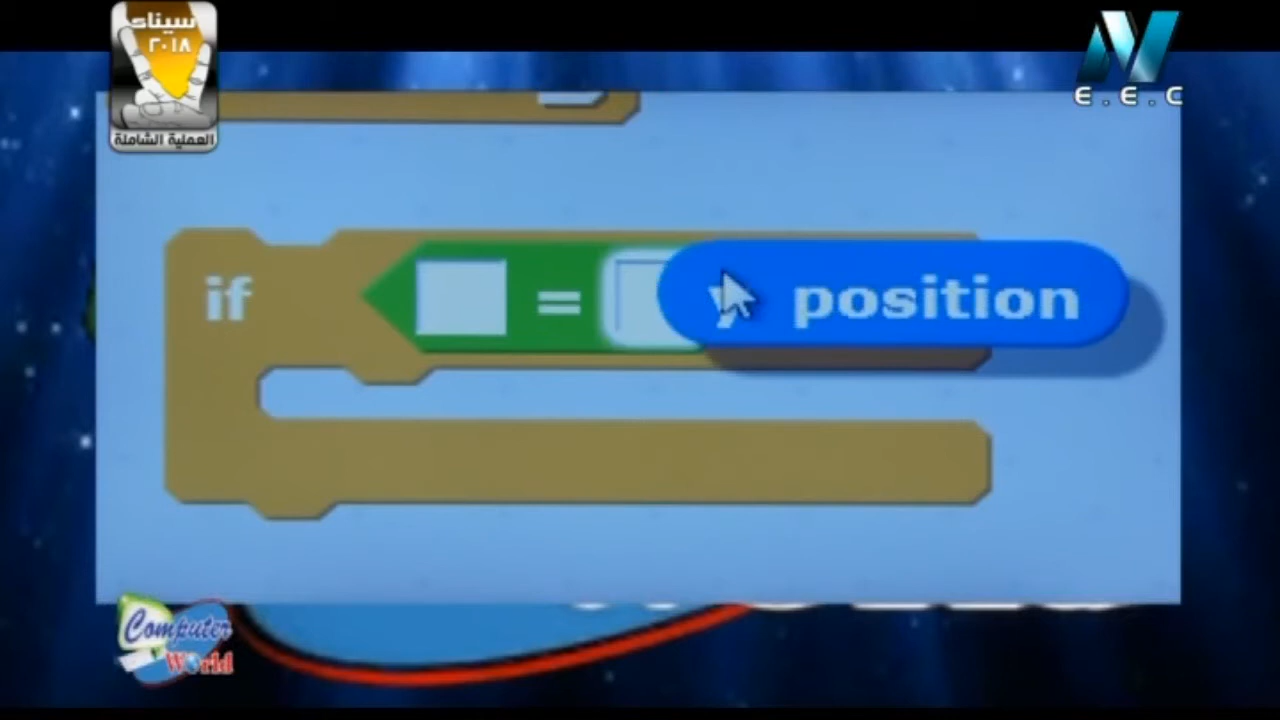 سيناء
٢٠١٨
العملية الشاملة
E.E.C
if = y position
Computer
World